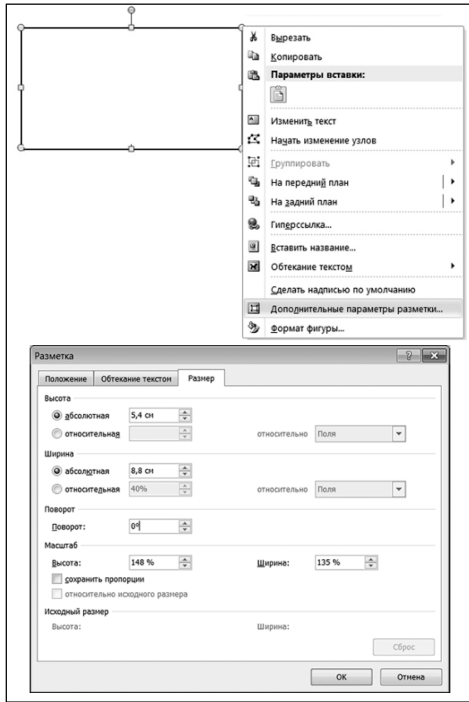 Вырезать
Копировать
Параметры вставки:
Изменить текст
Начать изменение узлов
Группировать
На передний план
На задний план
Гиперссылка...
Вставить название...
Обтекание текстом
Сделать надписью по умолчанию
Дополнительные параметры разметки...
Формат фигуры...
Разметка
Положение Обтекание текстом Размер
Высота
абсолютная 5,4 см
относительная относительно Поля
Ширина
абсолютная 8,8 см
относительная 40% относительно Поля
Поворот
Поворот: 0°
Масштаб
Высота: 148 % Ширина: 135 %
сохранить пропорции
относительно исходного размера
Исходный размер
Высота: Ширина:
Сброс
ОК Отмена